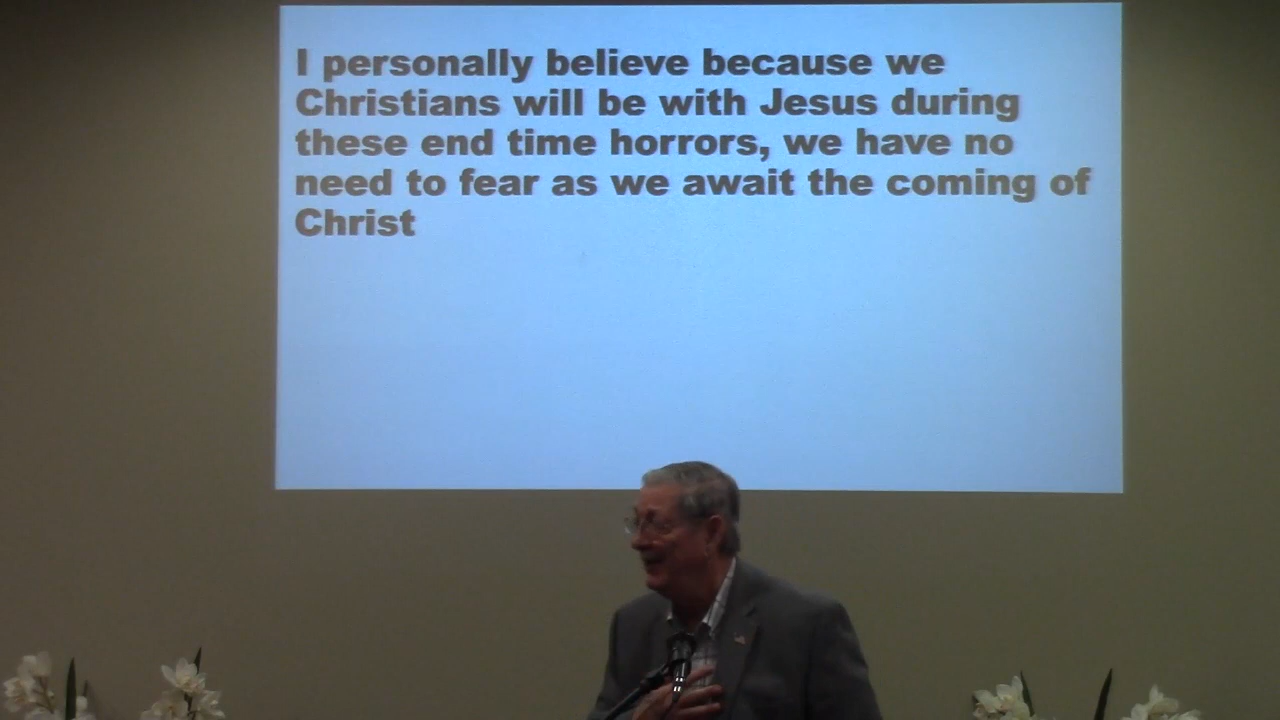 I personally believe because we
Christians will be with Jesus during
these end time horrors, we have no
need to fear as we await the coming of
Christ